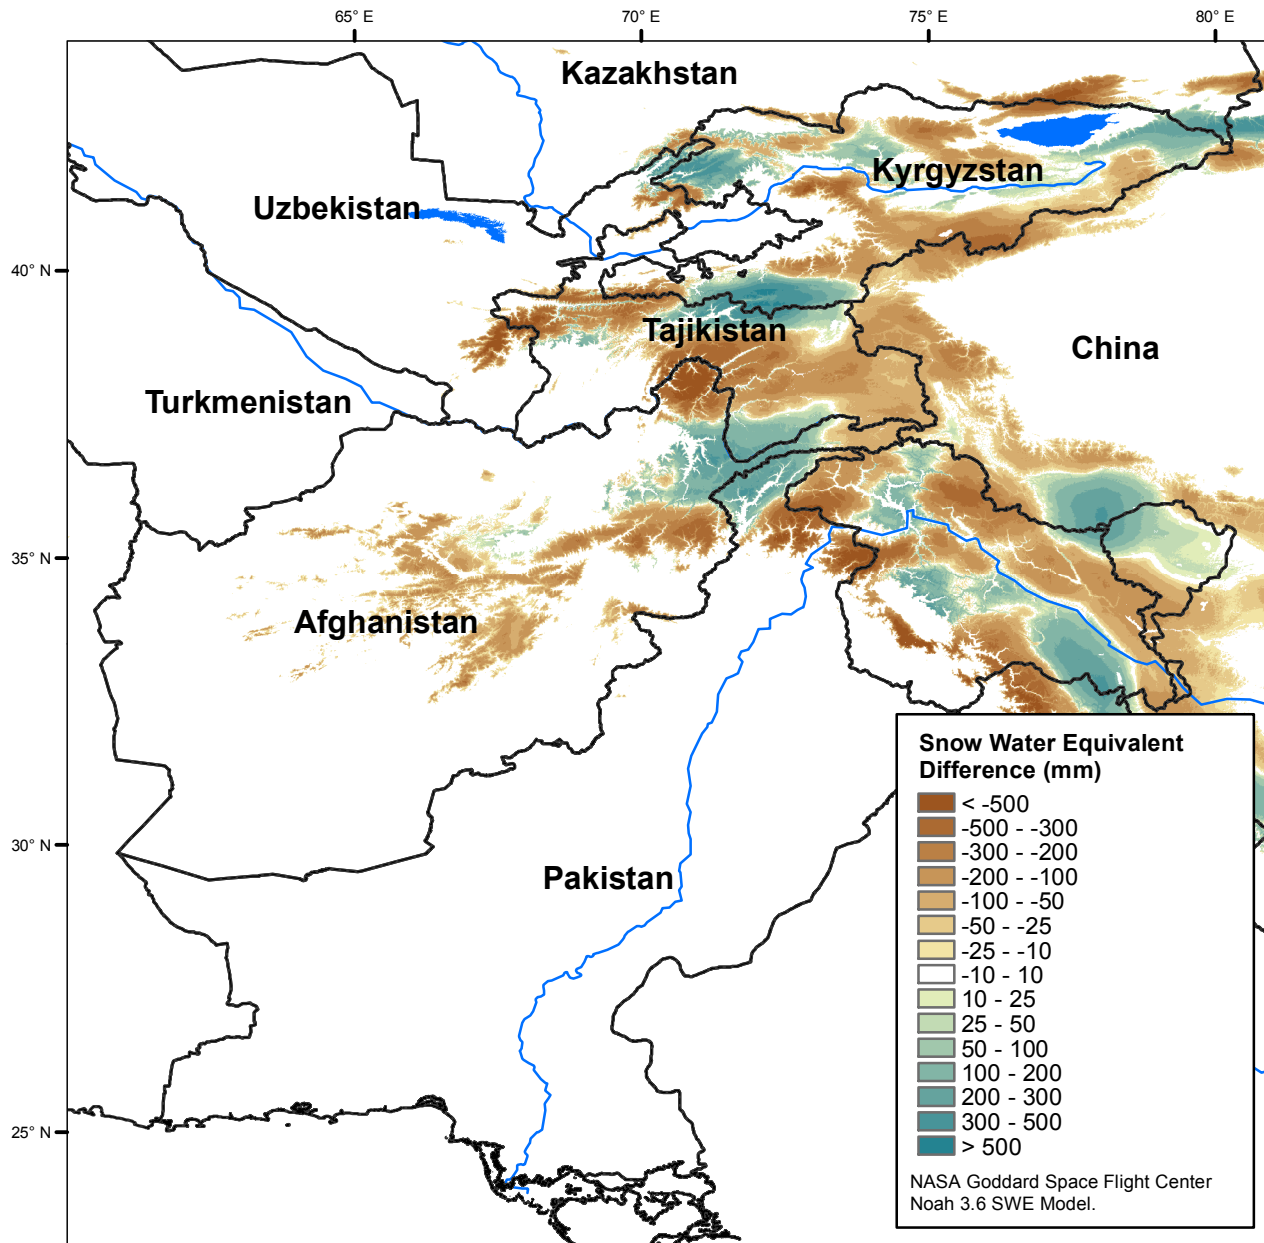 65° E
70° E
75° E
80° E
Kazakhstan
Kyrgyzstan
Uzbekistan
40° N
Tajikistan
China
Turkmenistan
35° N
Afghanistan
Snow Water Equivalent
Difference (mm)
< -500
-500 - -300
-300 - -200
-200 - -100
-100 - -50
-50 - -25
-25 - -10
-10 - 10
10 - 25
25 - 50
50 - 100
100 - 200
200 - 300
300 - 500
> 500
30° N
Pakistan
25° N
NASA Goddard Space Flight Center
Noah 3.6 SWE Model.